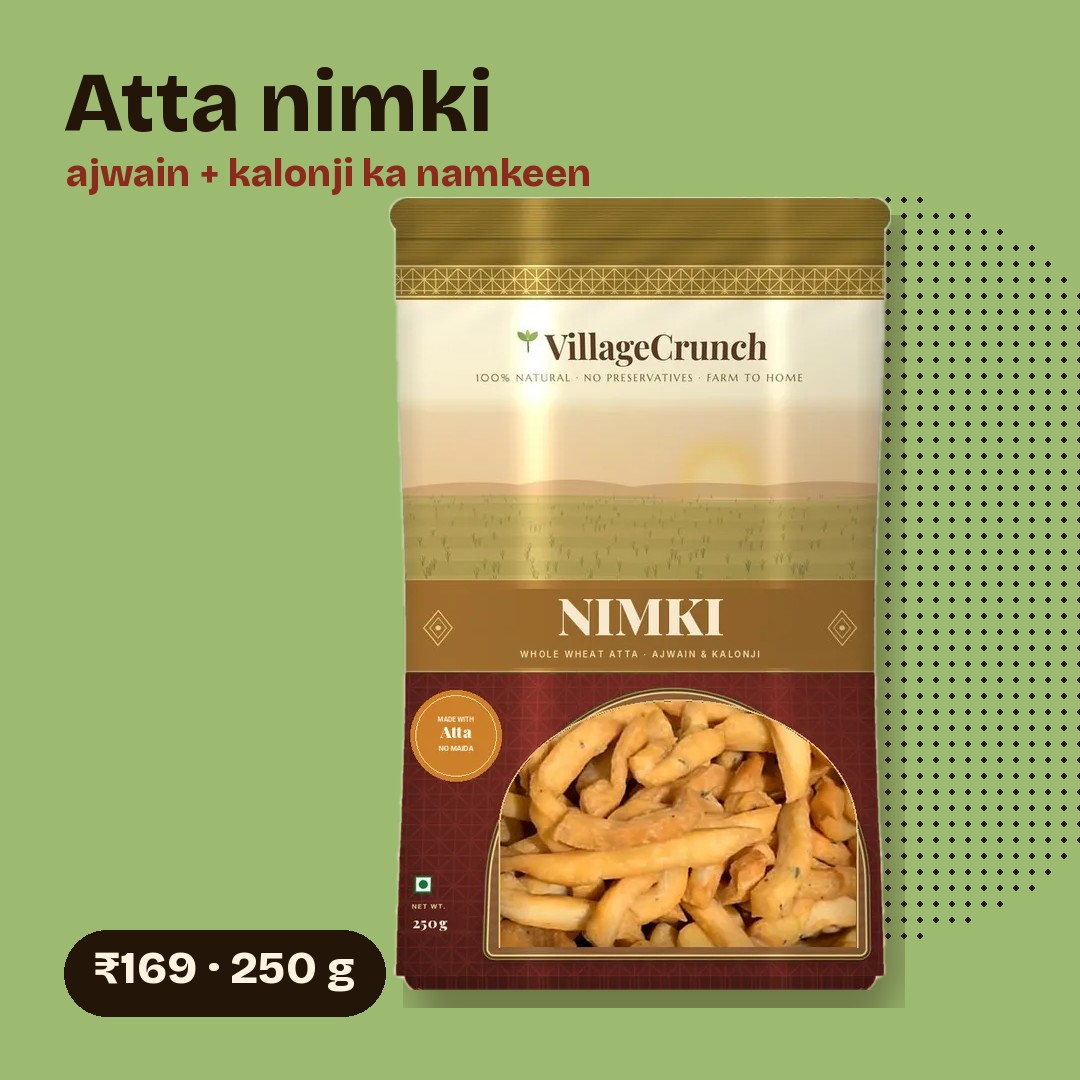 Atta nimki
ajwain + kalonji ka namkeen
VillageCrunch
100% NATURAL · NO PRESERVATIVES · FARM TO HOME
NIMKI
WHOLE WHEAT ATTA · AJWAIN & KALONJI
MADE WITH
Atta
NO MAIDA
NET WT.
250g
₹169 · 250 g